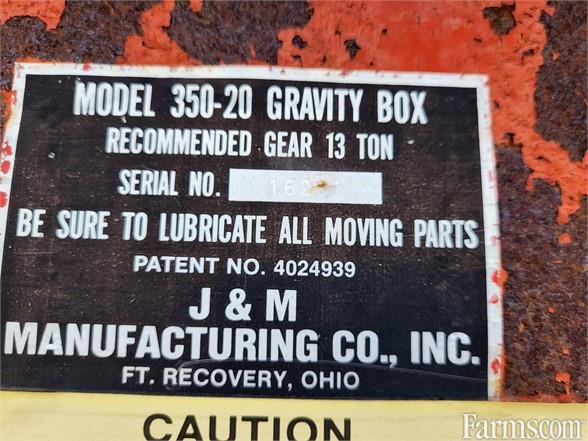 MODEL 350-20 GRAVITY BOX
RECOMMENDED GEAR 13 TON
SERIAL NO.
BE SURE TO LUBRICATE ALL MOVING PARTS
PATENT NO. 4024939
J & M
MANUFACTURING CO., INC.
FT. RECOVERY, OHIO
CAUTION
Farms.com